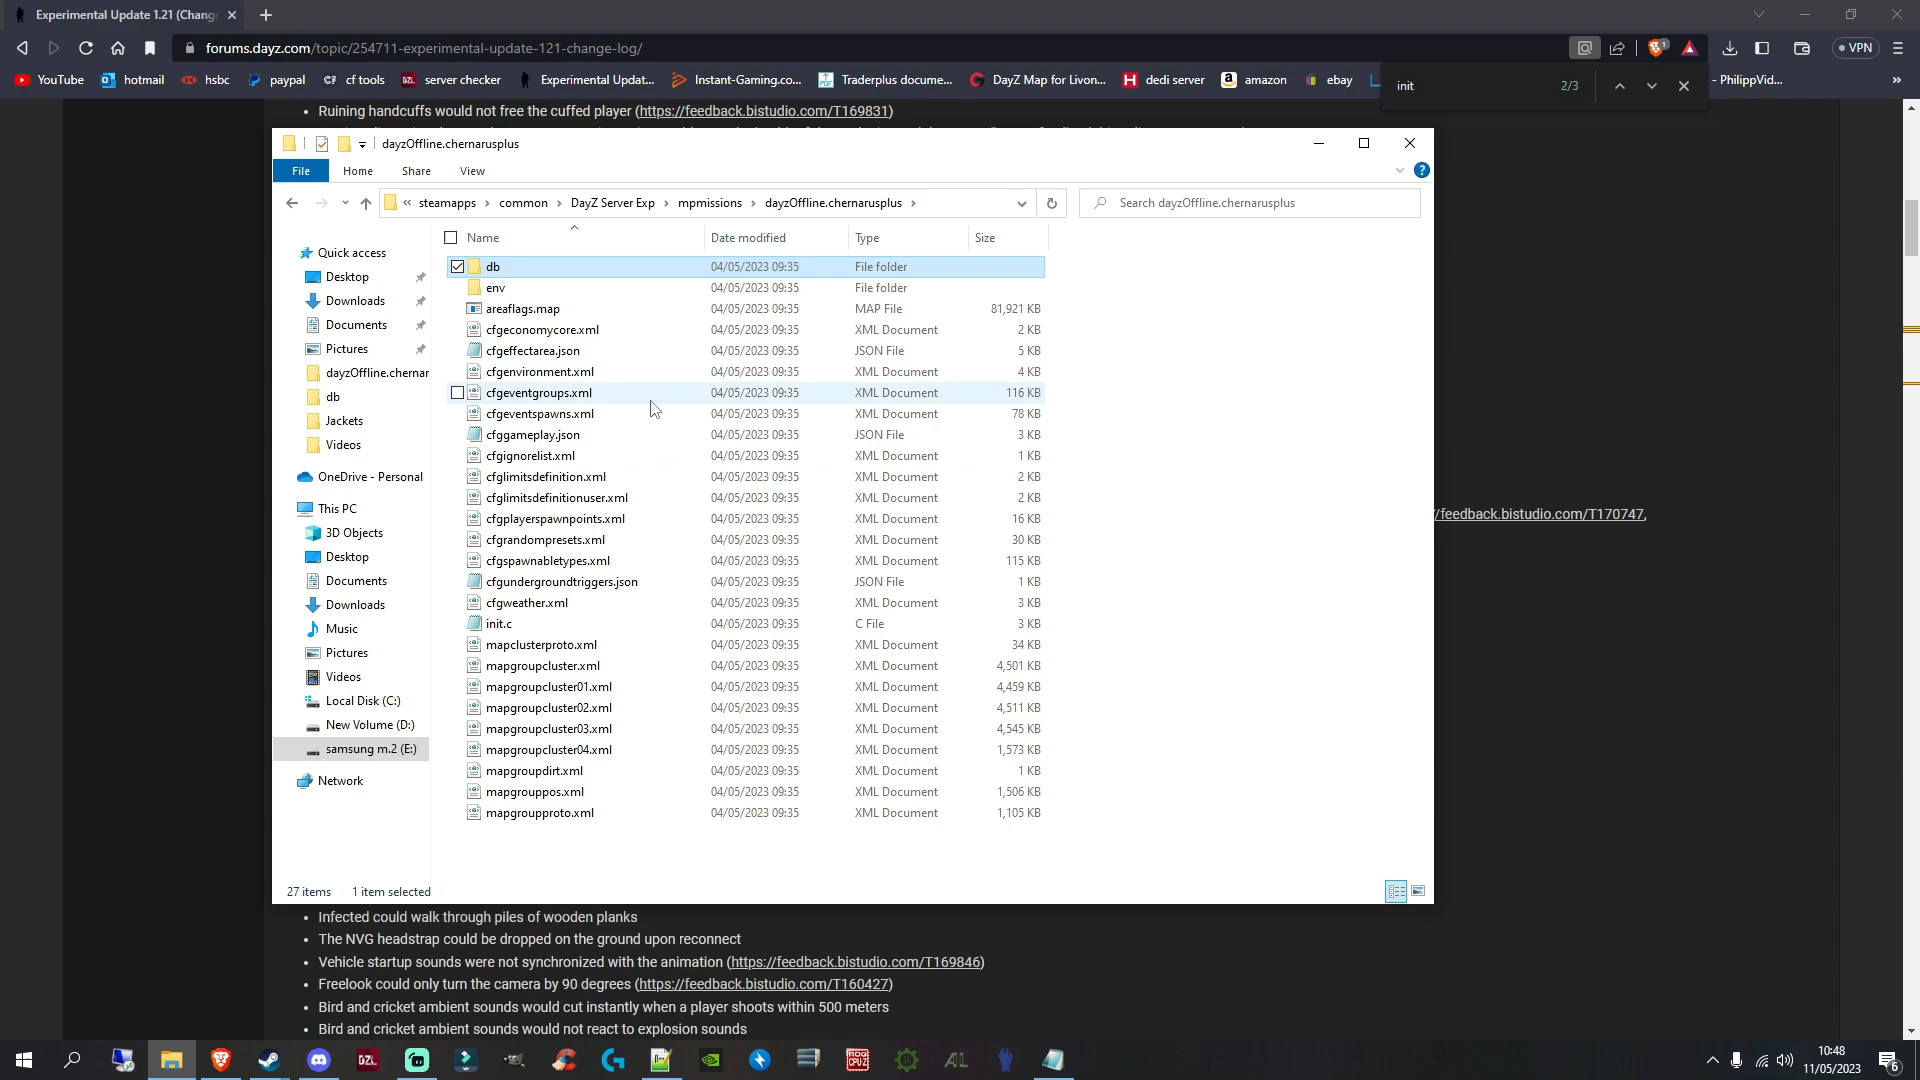 Experimental Update 1.21 (Chang
forums.dayz.com/topic/254711-experimental-update-121-change-log/
VPN
YouTube hotmail hsbc paypal cf tools server checker Experimental Updat... Instant-Gaming.co... Traderplus docume... DayZ Map for Livon... dedi server amazon ebay - PhilippVid...
init 2/3
• Ruining handcuffs would not free the cuffed player (https://feedback.bistudio.com/T169831)
dayzOffline.chernarusplus
File Home Share View
« steamapps > common > DayZ Server Exp > mpmissions > dayzOffline.chernarusplus >
Search dayzOffline.chernarusplus
Name Date modified Type Size
Quick access
Desktop
Downloads
Documents
Pictures
dayzOffline.chernar
db
Jackets
Videos
OneDrive - Personal
This PC
3D Objects
Desktop
Documents
Downloads
Music
Pictures
Videos
Local Disk (C:)
New Volume (D:)
samsung m.2 (E:)
Network
db 04/05/2023 09:35 File folder
env 04/05/2023 09:35 File folder
areaflags.map 04/05/2023 09:35 MAP File 81,921 KB
cfgeconomycore.xml 04/05/2023 09:35 XML Document 2 KB
cfgeffectarea.json 04/05/2023 09:35 JSON File 5 KB
cfgenvironment.xml 04/05/2023 09:35 XML Document 4 KB
cfgeventgroups.xml 04/05/2023 09:35 XML Document 116 KB
cfgeventspawns.xml 04/05/2023 09:35 XML Document 78 KB
cfggameplay.json 04/05/2023 09:35 JSON File 3 KB
cfgignorelist.xml 04/05/2023 09:35 XML Document 1 KB
cfglimitsdefinition.xml 04/05/2023 09:35 XML Document 2 KB
cfglimitsdefinitionuser.xml 04/05/2023 09:35 XML Document 2 KB
cfgplayerspawnpoints.xml 04/05/2023 09:35 XML Document 16 KB
cfgrandompresets.xml 04/05/2023 09:35 XML Document 30 KB
cfgspawnabletypes.xml 04/05/2023 09:35 XML Document 115 KB
cfgundergroundtriggers.json 04/05/2023 09:35 JSON File 1 KB
cfgweather.xml 04/05/2023 09:35 XML Document 3 KB
init.c 04/05/2023 09:35 C File 3 KB
mapclusterproto.xml 04/05/2023 09:35 XML Document 34 KB
mapgroupcluster.xml 04/05/2023 09:35 XML Document 4,501 KB
mapgroupcluster01.xml 04/05/2023 09:35 XML Document 4,459 KB
mapgroupcluster02.xml 04/05/2023 09:35 XML Document 4,511 KB
mapgroupcluster03.xml 04/05/2023 09:35 XML Document 4,545 KB
mapgroupcluster04.xml 04/05/2023 09:35 XML Document 1,573 KB
mapgroupdirt.xml 04/05/2023 09:35 XML Document 1 KB
mapgrouppos.xml 04/05/2023 09:35 XML Document 1,506 KB
mapgroupproto.xml 04/05/2023 09:35 XML Document 1,105 KB
/feedback.bistudio.com/T170747,
27 items 1 item selected
• Infected could walk through piles of wooden planks
• The NVG headstrap could be dropped on the ground upon reconnect
• Vehicle startup sounds were not synchronized with the animation (https://feedback.bistudio.com/T169846)
• Freelook could only turn the camera by 90 degrees (https://feedback.bistudio.com/T160427)
• Bird and cricket ambient sounds would cut instantly when a player shoots within 500 meters
• Bird and cricket ambient sounds would not react to explosion sounds
10:48
11/05/2023